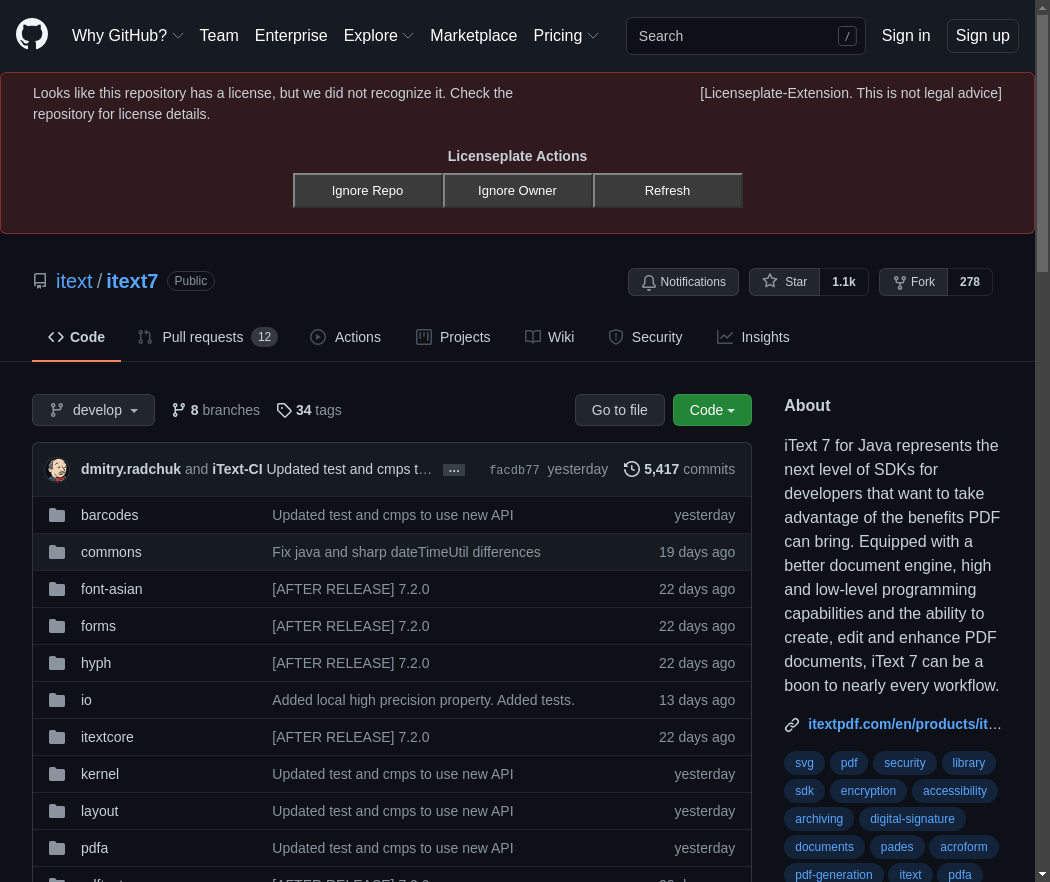 Why GitHub? Team Enterprise Explore Marketplace Pricing Search / Sign in Sign up
Looks like this repository has a license, but we did not recognize it. Check the
repository for license details.
[Licenseplate-Extension. This is not legal advice]
Licenseplate Actions
Ignore Repo Ignore Owner Refresh
itext / itext7 Public
Notifications Star 1.1k Fork 278
Code Pull requests 12 Actions Projects Wiki Security Insights
develop 8 branches 34 tags Go to file Code
dmitry.radchuk and iText-CI Updated test and cmps t… … facdb77 yesterday 5,417 commits
barcodes Updated test and cmps to use new API yesterday
commons Fix java and sharp dateTimeUtil differences 19 days ago
font-asian [AFTER RELEASE] 7.2.0 22 days ago
forms [AFTER RELEASE] 7.2.0 22 days ago
hyph [AFTER RELEASE] 7.2.0 22 days ago
io Added local high precision property. Added tests. 13 days ago
itextcore [AFTER RELEASE] 7.2.0 22 days ago
kernel Updated test and cmps to use new API yesterday
layout Updated test and cmps to use new API yesterday
pdfa Updated test and cmps to use new API yesterday
About
iText 7 for Java represents the
next level of SDKs for
developers that want to take
advantage of the benefits PDF
can bring. Equipped with a
better document engine, high
and low-level programming
capabilities and the ability to
create, edit and enhance PDF
documents, iText 7 can be a
boon to nearly every workflow.
itextpdf.com/en/products/it…
svg pdf security library
sdk encryption accessibility
archiving digital-signature
documents pades acroform
pdf-generation itext pdfa